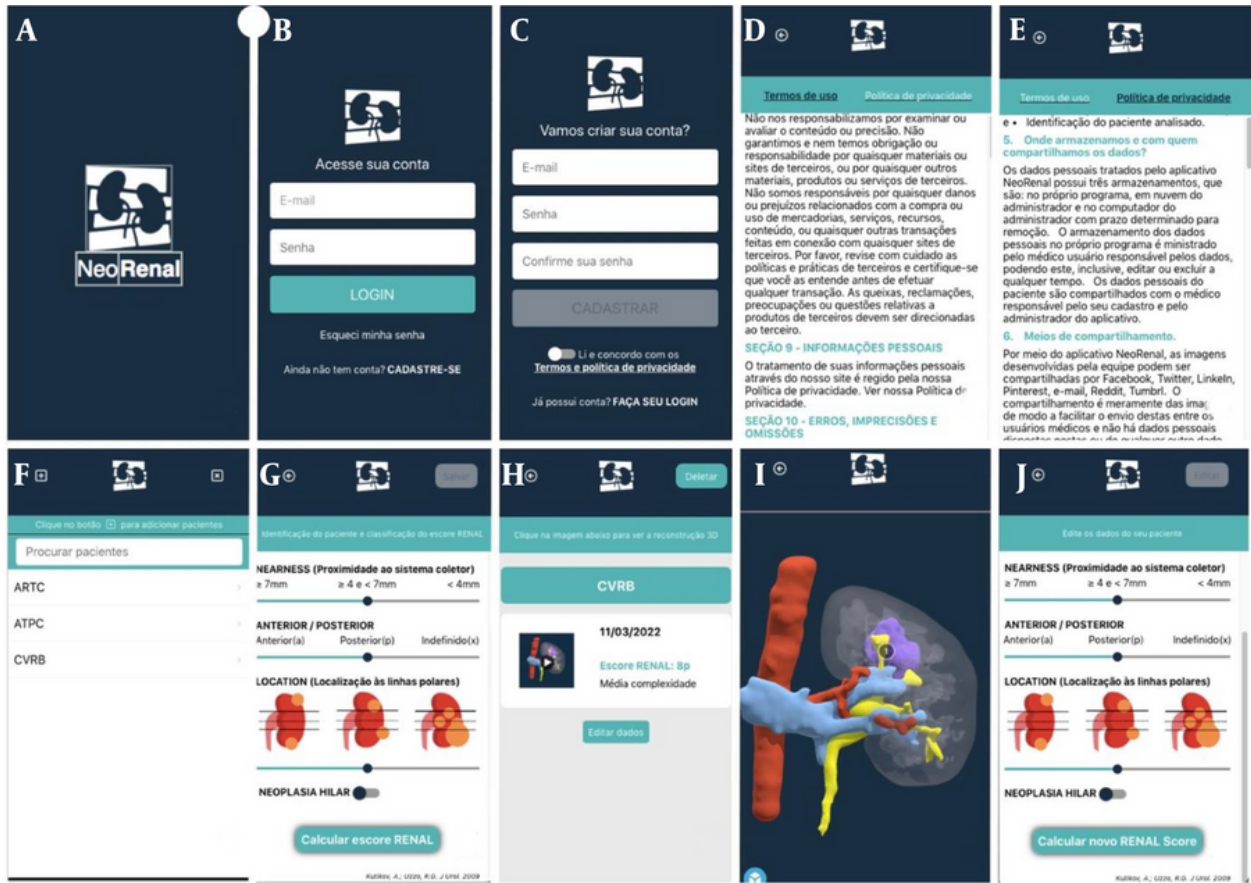 A
NeoRenal
B
Acesse sua conta
E-mail
Senha
LOGIN
Esqueci minha senha
Ainda não tem conta? CADASTRE-SE
C
Vamos criar sua conta?
E-mail
Senha
Confirme sua senha
CADASTRAR
Li e concordo com os
Termos e política de privacidade
Já possui conta? FAÇA SEU LOGIN
D
Termos de uso Política de privacidade
Não nos responsabilizamos por examinar ou
avaliar o conteúdo ou precisão. Não
garantimos e nem temos obrigação ou
responsabilidade por quaisquer materiais ou
sites de terceiros, ou por quaisquer outros
materiais, produtos ou serviços de terceiros.
Não somos responsáveis por quaisquer danos
ou prejuízos relacionados com a compra ou
uso de mercadorias, serviços, recursos,
conteúdo, ou quaisquer outras transações
feitas em conexão com quaisquer sites de
terceiros. Por favor, revise com cuidado as
políticas e práticas de terceiros e certifique-se
que você as entende antes de efetuar
qualquer transação. As queixas, reclamações,
preocupações ou questões relativas a
produtos de terceiros devem ser direcionadas
ao terceiro.
SEÇÃO 9 - INFORMAÇÕES PESSOAIS
O tratamento de suas informações pessoais
através do nosso site é regido pela nossa
Política de privacidade. Ver nossa Política de
privacidade.
SEÇÃO 10 - ERROS, IMPRECISÕES E
OMISSÕES
E
Termos de uso Política de privacidade
e • Identificação do paciente analisado.
5. Onde armazenamos e com quem
compartilhamos os dados?
Os dados pessoais tratados pelo aplicativo
NeoRenal possui três armazenamentos, que
são: no próprio programa, em nuvem do
administrador e no computador do
administrador com prazo determinado para
remoção. O armazenamento dos dados
pessoais no próprio programa é ministrado
pelo médico usuário responsável pelos dados,
podendo este, inclusive, editar ou excluir a
qualquer tempo. Os dados pessoais do
paciente são compartilhados com o médico
responsável pelo seu cadastro e pelo
administrador do aplicativo.
6. Meios de compartilhamento.
Por meio do aplicativo NeoRenal, as imagens
desenvolvidas pela equipe podem ser
compartilhadas por Facebook, Twitter, LinkeIn,
Pinterest, e-mail, Reddit, Tumbrl. O
compartilhamento é meramente das imag
de modo a facilitar o envio destas entre os
usuários médicos e não há dados pessoais
F
Clique no botão + para adicionar pacientes
Procurar pacientes
ARTC
ATPC
CVRB
G
Salvar
Identificação do paciente e classificação do escore RENAL
NEARNESS (Proximidade ao sistema coletor)
≥ 7mm ≥ 4 e < 7mm < 4mm
ANTERIOR / POSTERIOR
Anterior(a) Posterior(p) Indefinido(x)
LOCATION (Localização às linhas polares)
NEOPLASIA HILAR
Calcular escore RENAL
Kutikov, A.; Uzzo, R.G. J Urol. 2009
H
Deletar
Clique na imagem abaixo para ver a reconstrução 3D
CVRB
11/03/2022
Escore RENAL: 8p
Média complexidade
Editar dados
I
1
J
Editar
Edite os dados do seu paciente
NEARNESS (Proximidade ao sistema coletor)
≥ 7mm ≥ 4 e < 7mm < 4mm
ANTERIOR / POSTERIOR
Anterior(a) Posterior(p) Indefinido(x)
LOCATION (Localização às linhas polares)
NEOPLASIA HILAR
Calcular novo RENAL Score
Kutikov, A.; Uzzo, R.G. J Urol. 2009